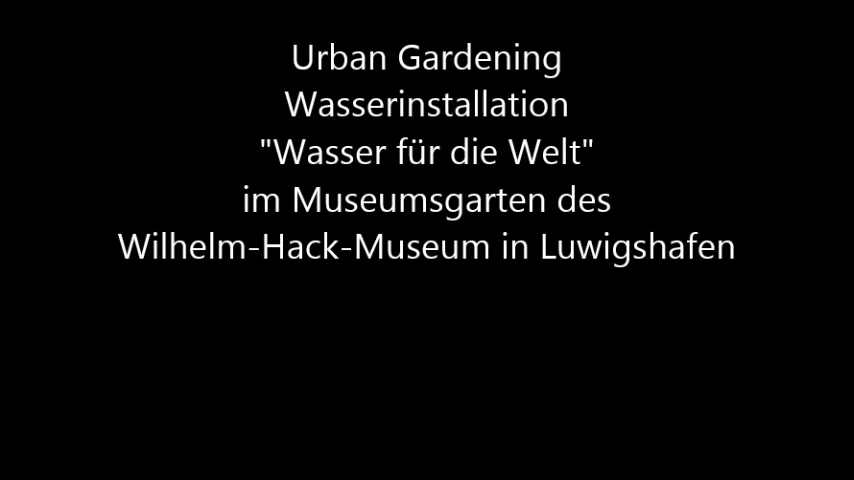 Urban Gardening
Wasserinstallation
"Wasser für die Welt"
im Museumsgarten des
Wilhelm-Hack-Museum in Luwigshafen